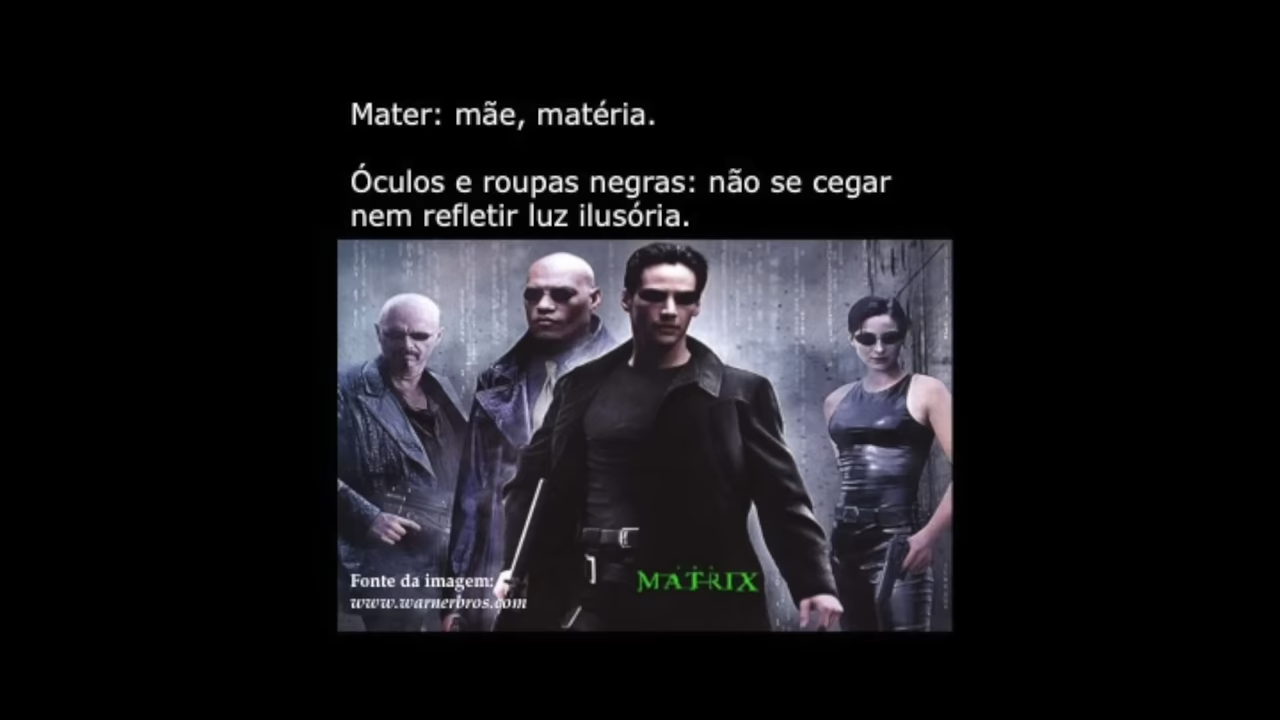 Mater: mãe, matéria.
Óculos e roupas negras: não se cegar
nem refletir luz ilusória.
MATRIX
Fonte da imagem:
www.warnerbros.com